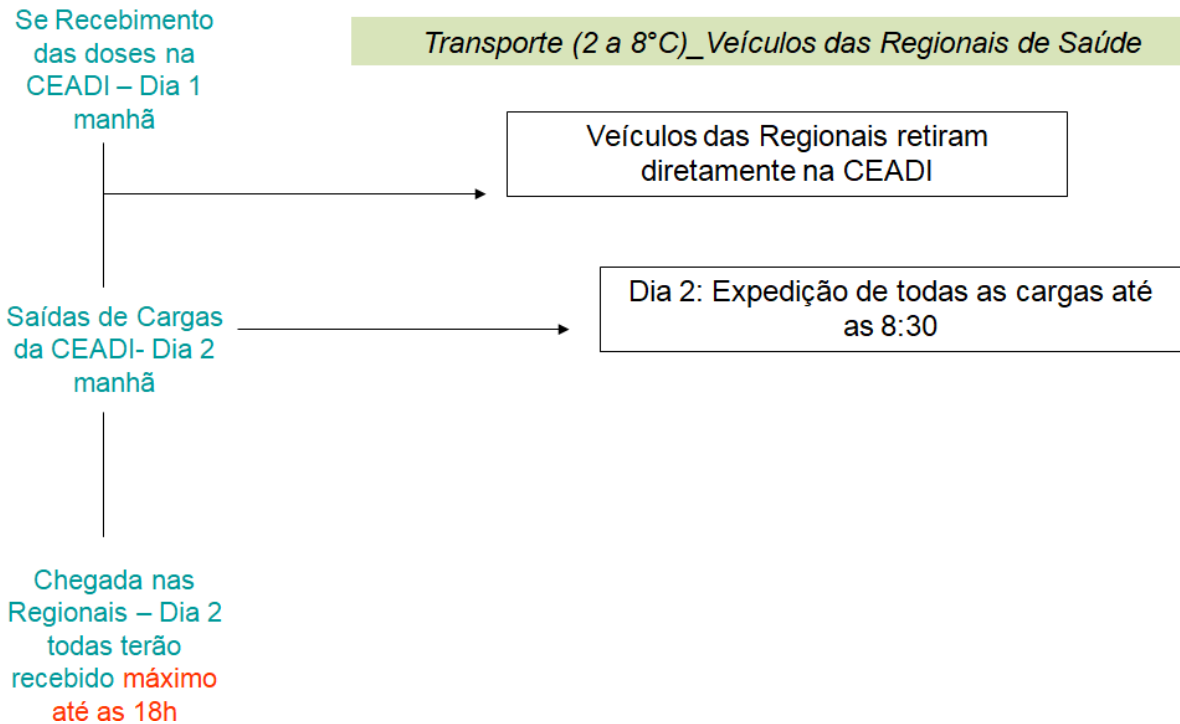 Se Recebimento
das doses na
CEADI – Dia 1
manhã
Transporte (2 a 8°C)_Veículos das Regionais de Saúde
Veículos das Regionais retiram
diretamente na CEADI
Saídas de Cargas
da CEADI- Dia 2
manhã
Dia 2: Expedição de todas as cargas até
as 8:30
Chegada nas
Regionais – Dia 2
todas terão
recebido máximo
até as 18h